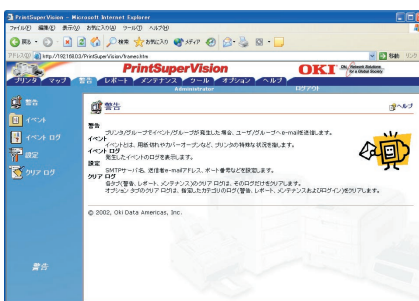 PrintSuperVision - Microsoft Internet Explorer
ファイル(F) 編集(E) 表示(V) お気に入り(A) ツール(T) ヘルプ(H)
戻る 検索 お気に入り メディア
アドレス(D) http://192.168.0.3/PrintSuperVision/frames.htm 移動 リンク
PrintSuperVision
OKI
Oki, Network Solutions
for a Global Society
プリンタ マップ 警告 レポート メンテナンス ツール オプション ヘルプ
Administrator ログアウト
警告
イベント
イベント ログ
設定
クリア ログ
警告
警告 ヘルプ
警告
プリンタ/グループでイベント/グループが発生した場合、ユーザ/グループへe-mailを送信します。
イベント
イベントとは、用紙切れやカバーオープンなど、プリンタの特殊な状況を指します。
イベント ログ
発生したイベントのログを表示します。
設定
SMTPサーバ名、送信者e-mailアドレス、ポート番号などを設定します。
クリア ログ
各タブ(警告、レポート、メンテナンス)のクリア ログは、そのログだけをクリアします。
オプション タブのクリア ログは、指定したカテゴリのログ(警告、レポート、メンテナンスおよびログイン)をクリアします。
© 2002, Oki Data Americas, Inc.